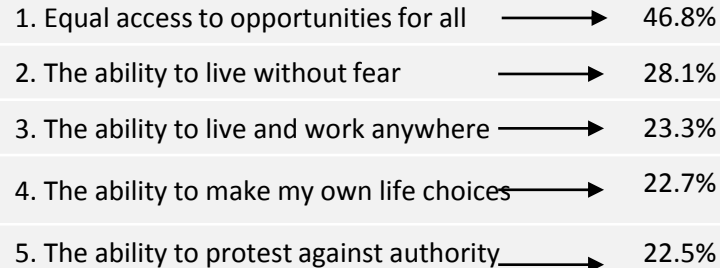 1. Equal access to opportunities for all 46.8%
2. The ability to live without fear 28.1%
3. The ability to live and work anywhere 23.3%
4. The ability to make my own life choices 22.7%
5. The ability to protest against authority 22.5%